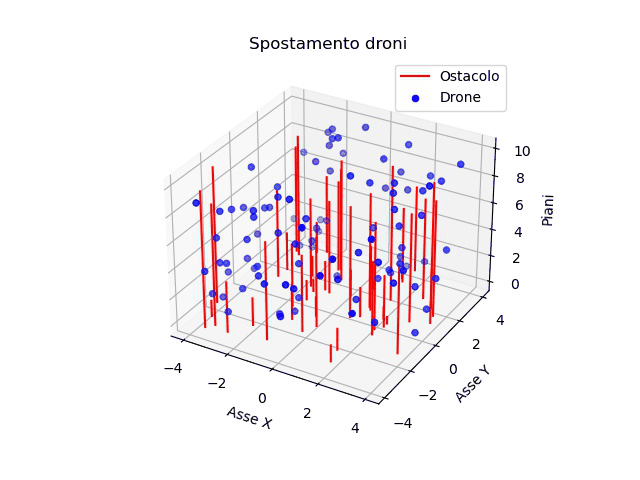 Spostamento droni
Ostacolo
Drone
10
8
6
4
2
0
Piani
−4
−2
0
2
4
Asse X
−4
−2
0
2
4
Asse Y